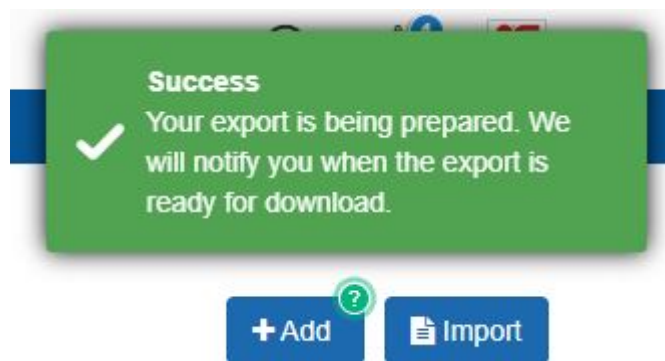 Success
Your export is being prepared. We
will notify you when the export is
ready for download.
?
+ Add
Import